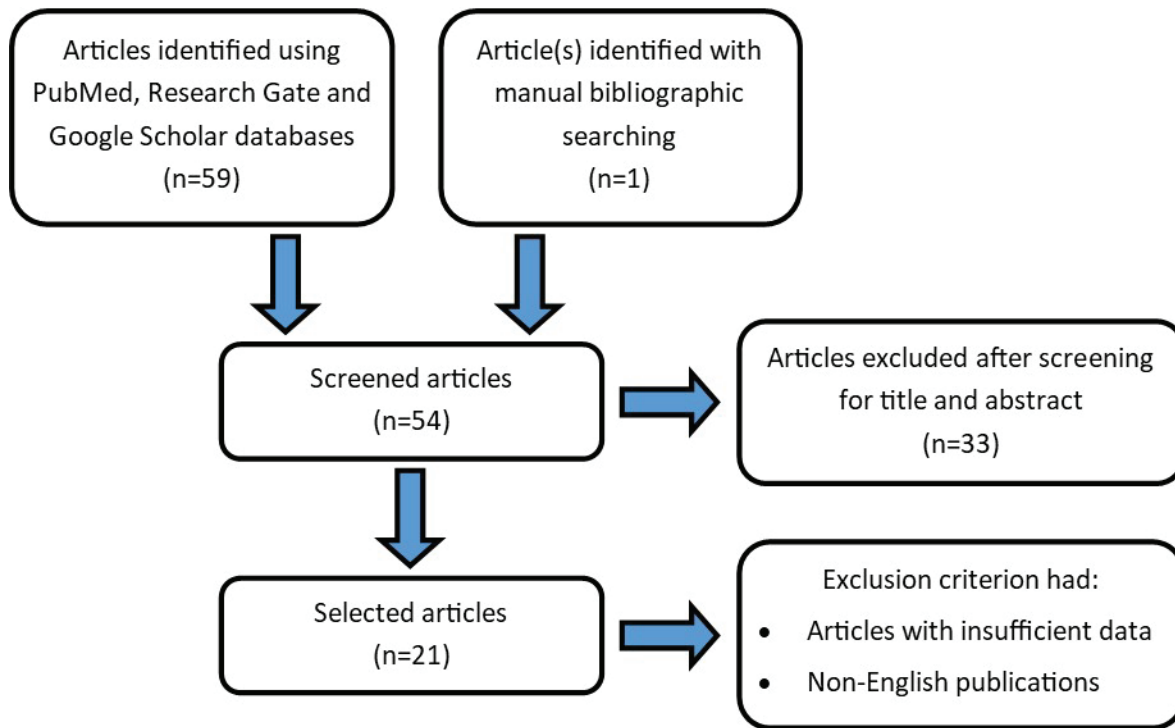 Articles identified using
PubMed, Research Gate and
Google Scholar databases
(n=59)
Article(s) identified with
manual bibliographic
searching
(n=1)
Screened articles
(n=54)
Articles excluded after screening
for title and abstract
(n=33)
Selected articles
(n=21)
Exclusion criterion had:
• Articles with insufficient data
• Non-English publications